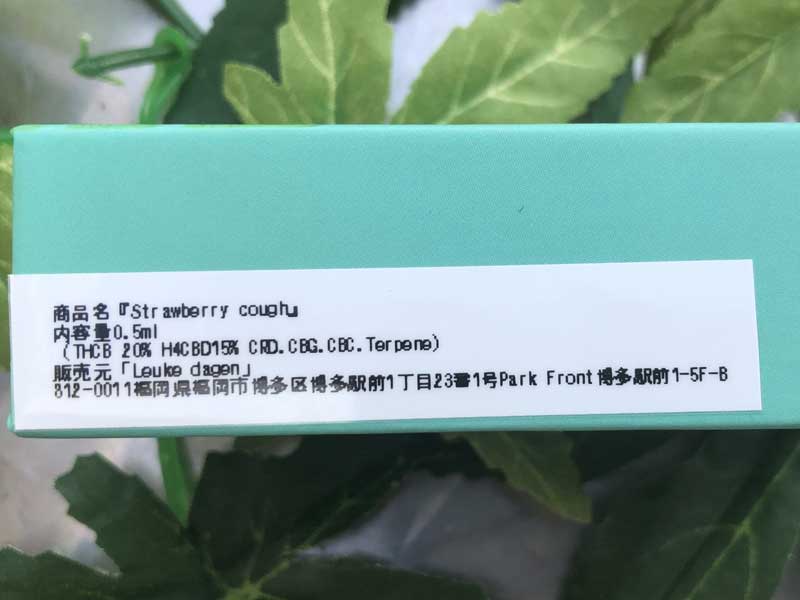 商品名『Strawberry cough』
内容量0.5ml
(THCB 20% H4CBD15% CRD.CBG.CBC.Terpene)
販売元「Leuke dagen」
812-0011福岡県福岡市博多区博多駅前1丁目23番1号Park Front博多駅前1-5F-B